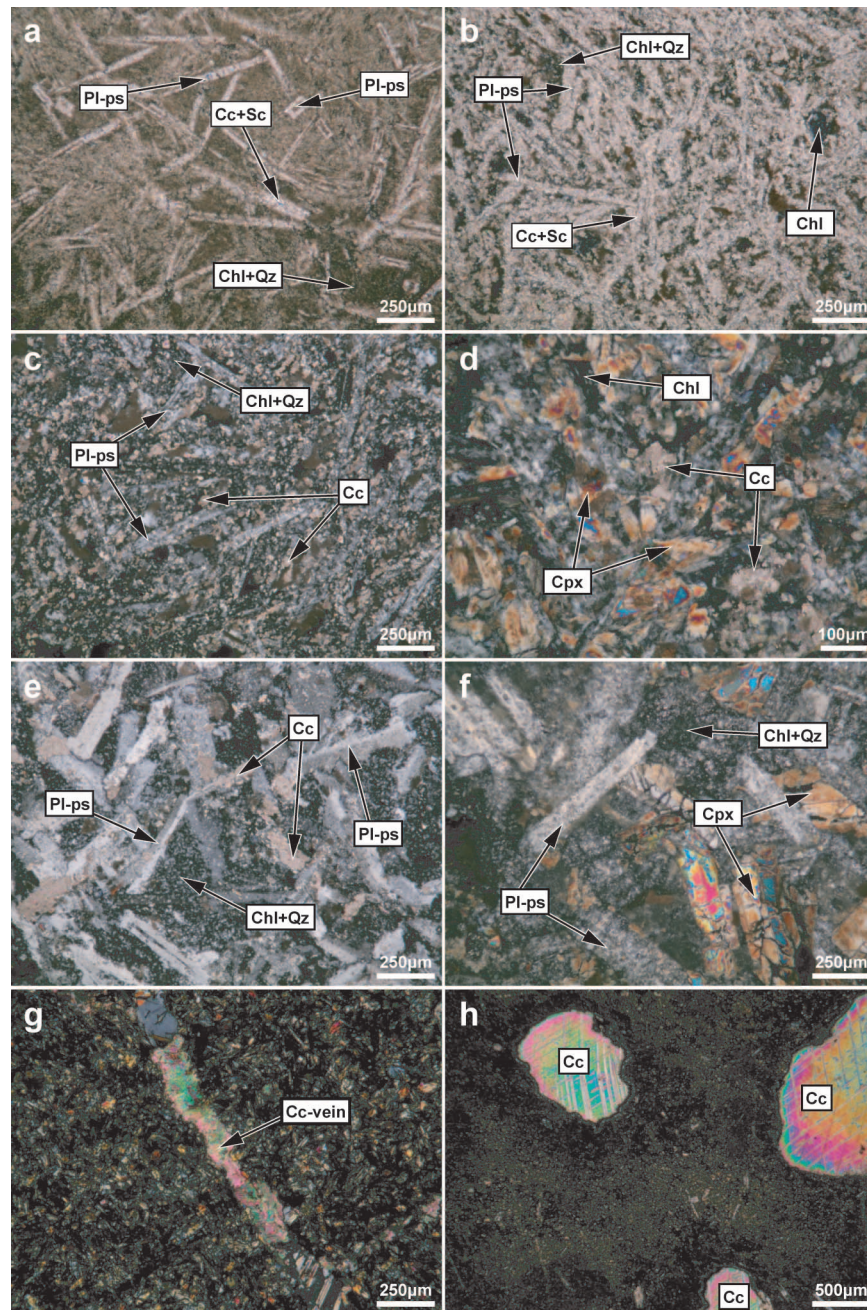 a
Pl-ps
Pl-ps
Cc+Sc
Chl+Qz
250µm
b
Chl+Qz
Pl-ps
Chl
Cc+Sc
250µm
c
Chl+Qz
Pl-ps
Cc
250µm
d
Chl
Cc
Cpx
100µm
e
Cc
Pl-ps
Pl-ps
Chl+Qz
250µm
f
Chl+Qz
Cpx
Pl-ps
250µm
g
Cc-vein
250µm
h
Cc
Cc
Cc
500µm